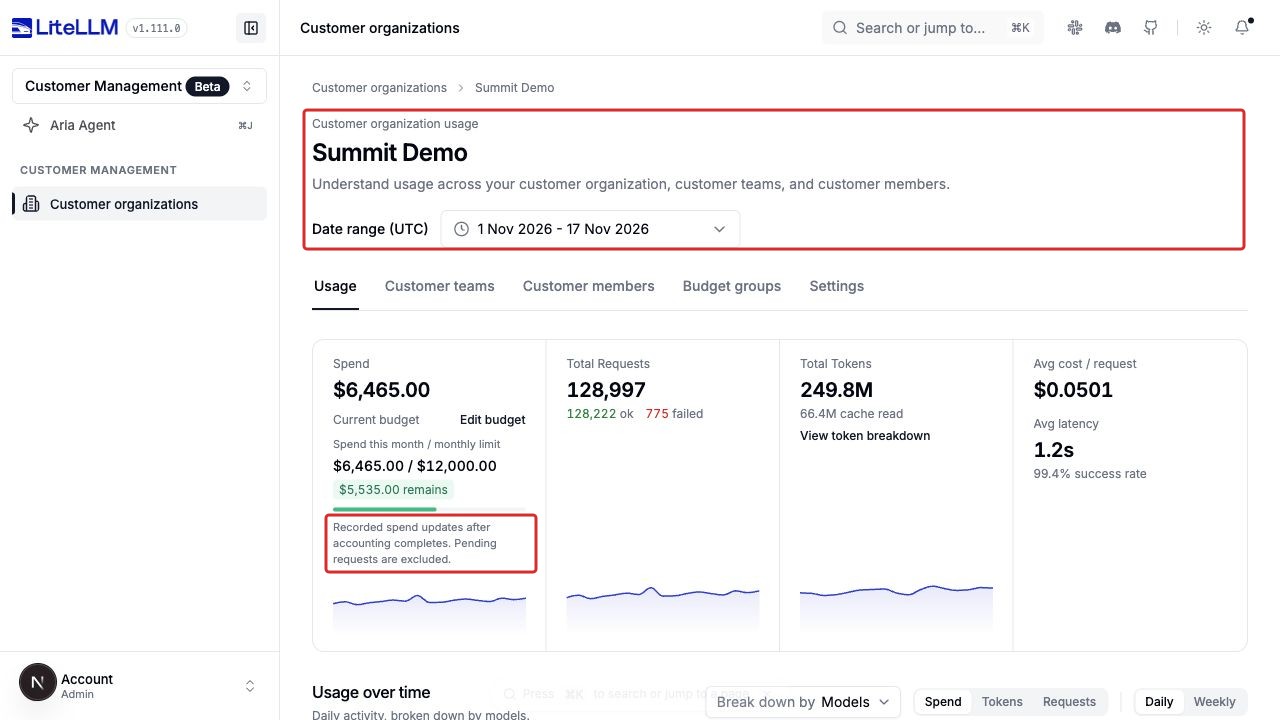 LiteLLM v1.111.0
Customer organizations
Search or jump to... ⌘K
Customer Management Beta
Aria Agent ⌘J
CUSTOMER MANAGEMENT
Customer organizations
Customer organizations > Summit Demo
Customer organization usage
Summit Demo
Understand usage across your customer organization, customer teams, and customer members.
Date range (UTC) 1 Nov 2026 - 17 Nov 2026
Usage Customer teams Customer members Budget groups Settings
Spend
$6,465.00
Current budget Edit budget
Spend this month / monthly limit
$6,465.00 / $12,000.00
$5,535.00 remains
Recorded spend updates after
accounting completes. Pending
requests are excluded.
Total Requests
128,997
128,222 ok 775 failed
Total Tokens
249.8M
66.4M cache read
View token breakdown
Avg cost / request
$0.0501
Avg latency
1.2s
99.4% success rate
Usage over time
Daily activity, broken down by models.
Press ⌘K to search or jump to a page
Break down by Models
Spend Tokens Requests
Daily Weekly
N
Account
Admin